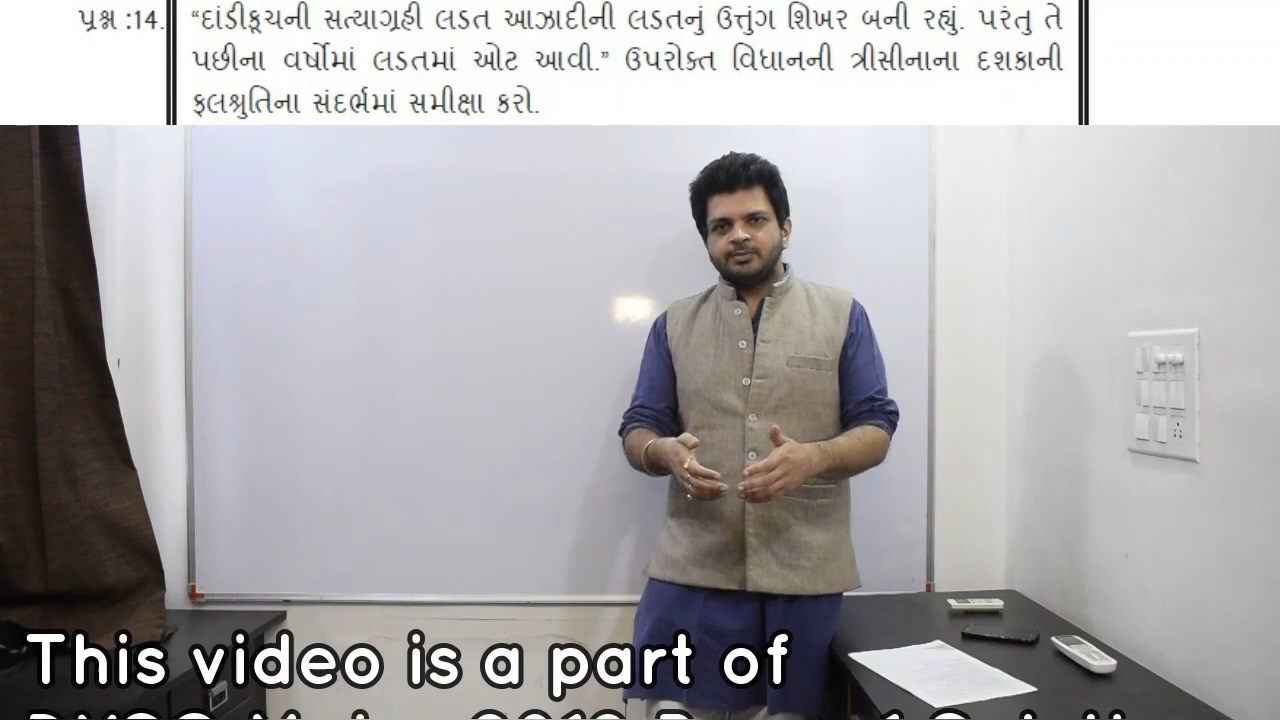 પ્રશ્ન :14. “દાંડીકૂચની સત્યાગ્રહી લડત આઝાદીની લડતનું ઉત્તુંગ શિખર બની રહ્યું. પરંતુ તે
પછીના વર્ષોમાં લડતમાં ઓટ આવી.” ઉપરોક્ત વિધાનની ત્રીસીનાના દશકાની
ફલશ્રુતિના સંદર્ભમાં સમીક્ષા કરો.
This video is a part of